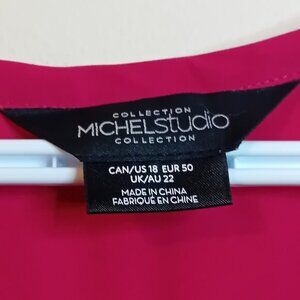 COLLECTION
MICHELstudio
COLLECTION
CAN/US 18 EUR 50
UK/AU 22
MADE IN CHINA
FABRIQUÉ EN CHINE